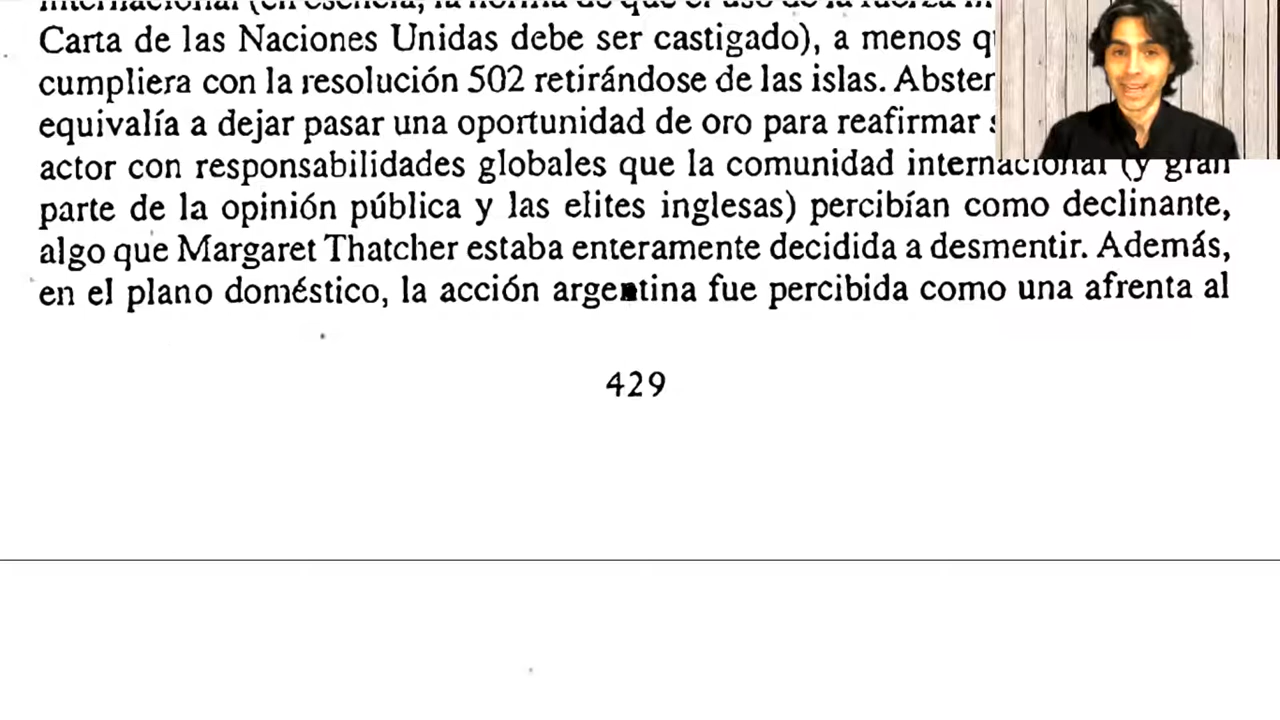 Carta de las Naciones Unidas debe ser castigado), a menos
cumpliera con la resolución 502 retirándose de las islas.
equivalía a dejar pasar una oportunidad de oro para reafirmar
actor con responsabilidades globales que la comunidad internacional (y gran
parte de la opinión pública y las elites inglesas) percibían como declinante,
algo que Margaret Thatcher estaba enteramente decidida a desmentir. Además,
en el plano doméstico, la acción argentina fue percibida como una afrenta al
429